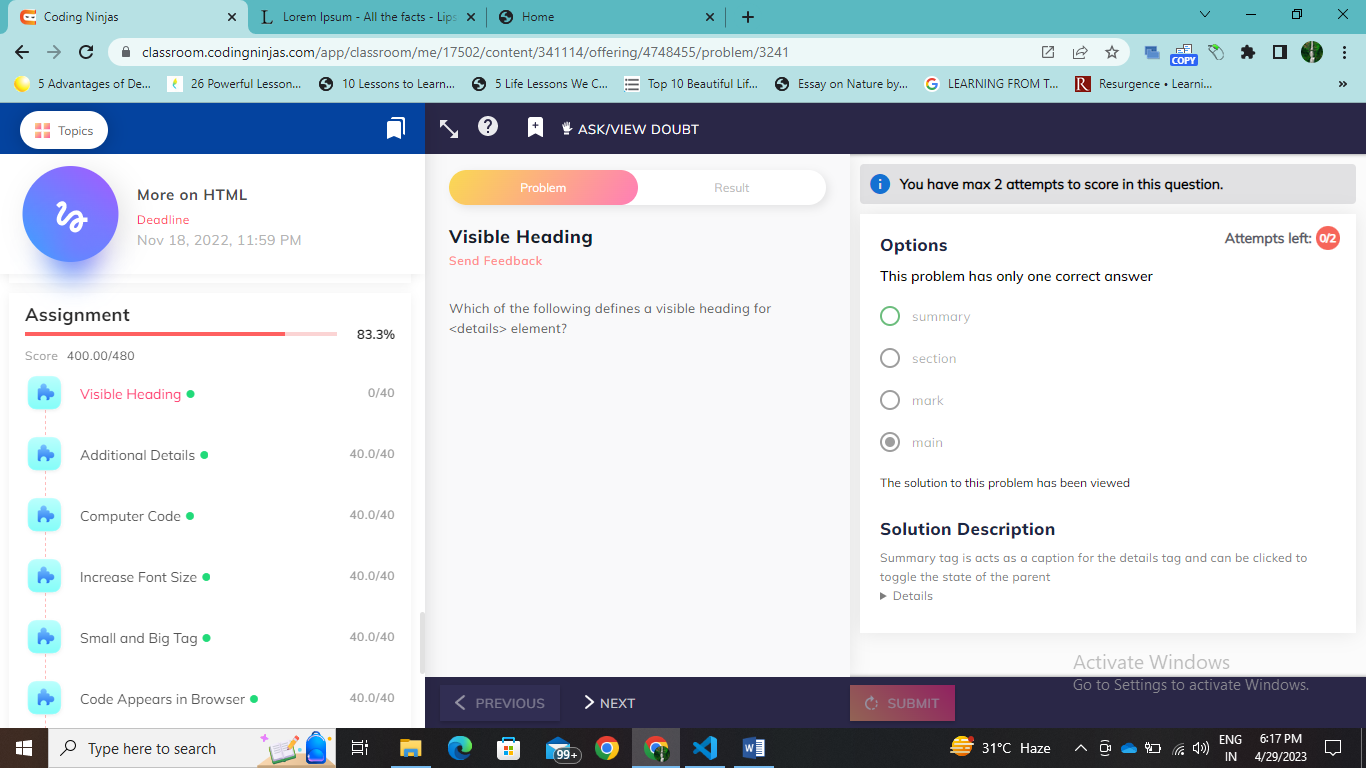 Coding Ninjas
Lorem Ipsum - All the facts - Lips
Home
classroom.codingninjas.com/app/classroom/me/17502/content/341114/offering/4748455/problem/3241
COPY
5 Advantages of De...
26 Powerful Lesson...
10 Lessons to Learn...
5 Life Lessons We C...
Top 10 Beautiful Lif...
Essay on Nature by...
LEARNING FROM T...
Resurgence • Learni...
Topics
ASK/VIEW DOUBT
More on HTML
Deadline
Nov 18, 2022, 11:59 PM
Assignment
83.3%
Score 400.00/480
Visible Heading 0/40
Additional Details 40.0/40
Computer Code 40.0/40
Increase Font Size 40.0/40
Small and Big Tag 40.0/40
Code Appears in Browser 40.0/40
Problem
Result
Visible Heading
Send Feedback
Which of the following defines a visible heading for
<details> element?
You have max 2 attempts to score in this question.
Options
Attempts left: 0/2
This problem has only one correct answer
summary
section
mark
main
The solution to this problem has been viewed
Solution Description
Summary tag is acts as a caption for the details tag and can be clicked to
toggle the state of the parent
Details
Activate Windows
Go to Settings to activate Windows.
PREVIOUS
NEXT
SUBMIT
Type here to search
99+
31°C Haze
ENG
IN
6:17 PM
4/29/2023